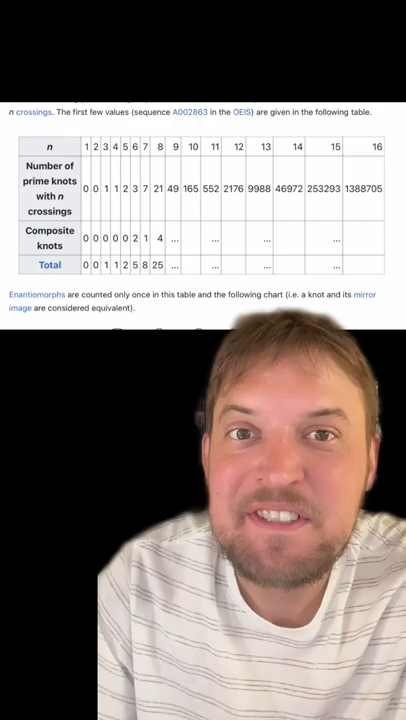 n crossings. The first few values (sequence A002863 in the OEIS) are given in the following table.
n 1 2 3 4 5 6 7 8 9 10 11 12 13 14 15 16
Number of
prime knots
with n
crossings
0 0 1 1 2 3 7 21 49 165 552 2176 9988 46972 253293 1388705
Composite
knots
0 0 0 0 0 2 1 4 ... ... ... ...
Total 0 0 1 1 2 5 8 25 ... ... ... ...
Enantiomorphs are counted only once in this table and the following chart (i.e. a knot and its mirror
image are considered equivalent).